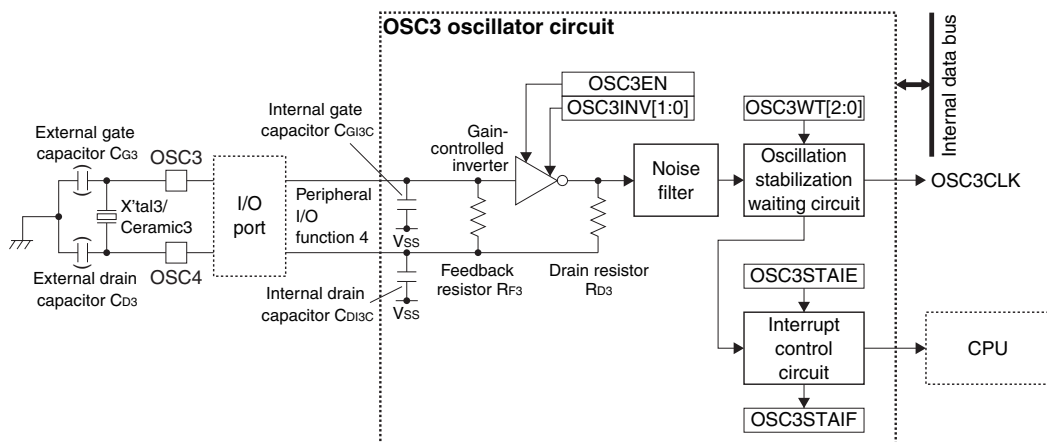 OSC3 oscillator circuit
Internal data bus
OSC3EN
OSC3INV[1:0]
OSC3WT[2:0]
Internal gate
capacitor CGI3C
Gain-
controlled
inverter
External gate
capacitor CG3
OSC3
Noise
filter
Oscillation
stabilization
waiting circuit
OSC3CLK
X'tal3/
Ceramic3
I/O
port
Peripheral
I/O
function 4
VSS
OSC4
External drain
capacitor CD3
Internal drain
capacitor CDI3C
VSS
Feedback
resistor RF3
Drain resistor
RD3
OSC3STAIE
Interrupt
control
circuit
CPU
OSC3STAIF